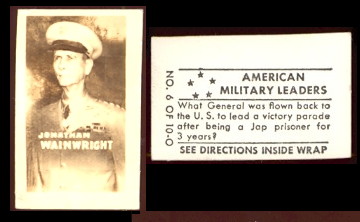 JONATHAN
WAINWRIGHT
NO. 6 OF 10-O
AMERICAN
MILITARY LEADERS
What General was flown back to
the U. S. to lead a victory parade
after being a Jap prisoner for
3 years?
SEE DIRECTIONS INSIDE WRAP